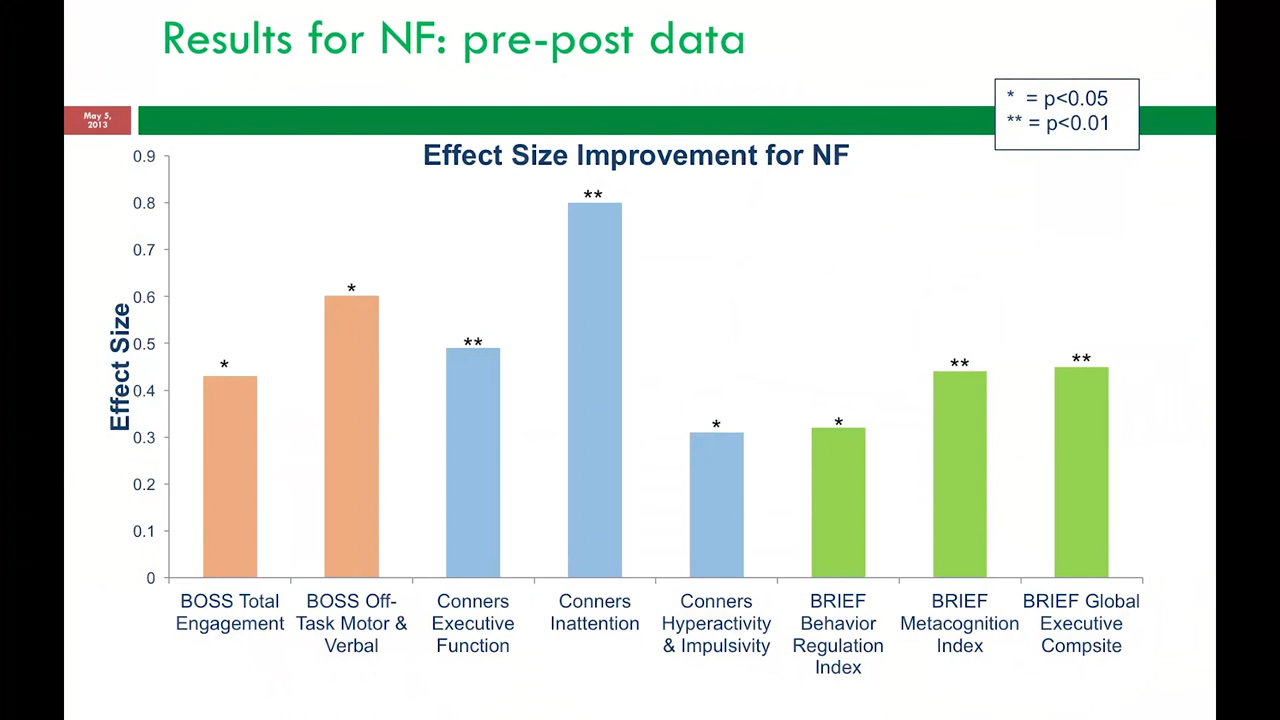 Results for NF: pre-post data
May 5,
2013
* = p<0.05
** = p<0.01
Effect Size Improvement for NF
Effect Size
0.9
0.8
0.7
0.6
0.5
0.4
0.3
0.2
0.1
0
*
*
**
**
*
*
**
**
BOSS Total
Engagement
BOSS Off-
Task Motor &
Verbal
Conners
Executive
Function
Conners
Inattention
Conners
Hyperactivity
& Impulsivity
BRIEF
Behavior
Regulation
Index
BRIEF
Metacognition
Index
BRIEF Global
Executive
Compsite